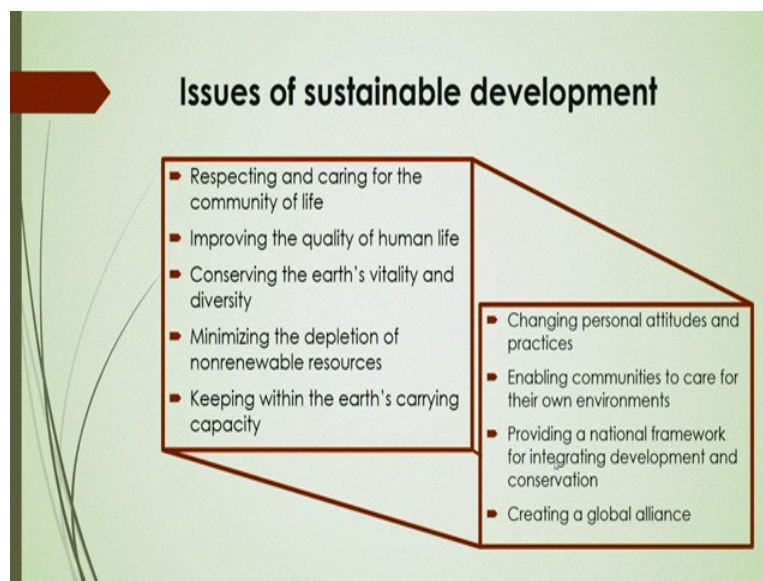 Issues of sustainable development
Respecting and caring for the
community of life
Improving the quality of human life
Conserving the earth's vitality and
diversity
Minimizing the depletion of
nonrenewable resources
Keeping within the earth's carrying
capacity
Changing personal attitudes and
practices
Enabling communities to care for
their own environments
Providing a national framework
for integrating development and
conservation
Creating a global alliance